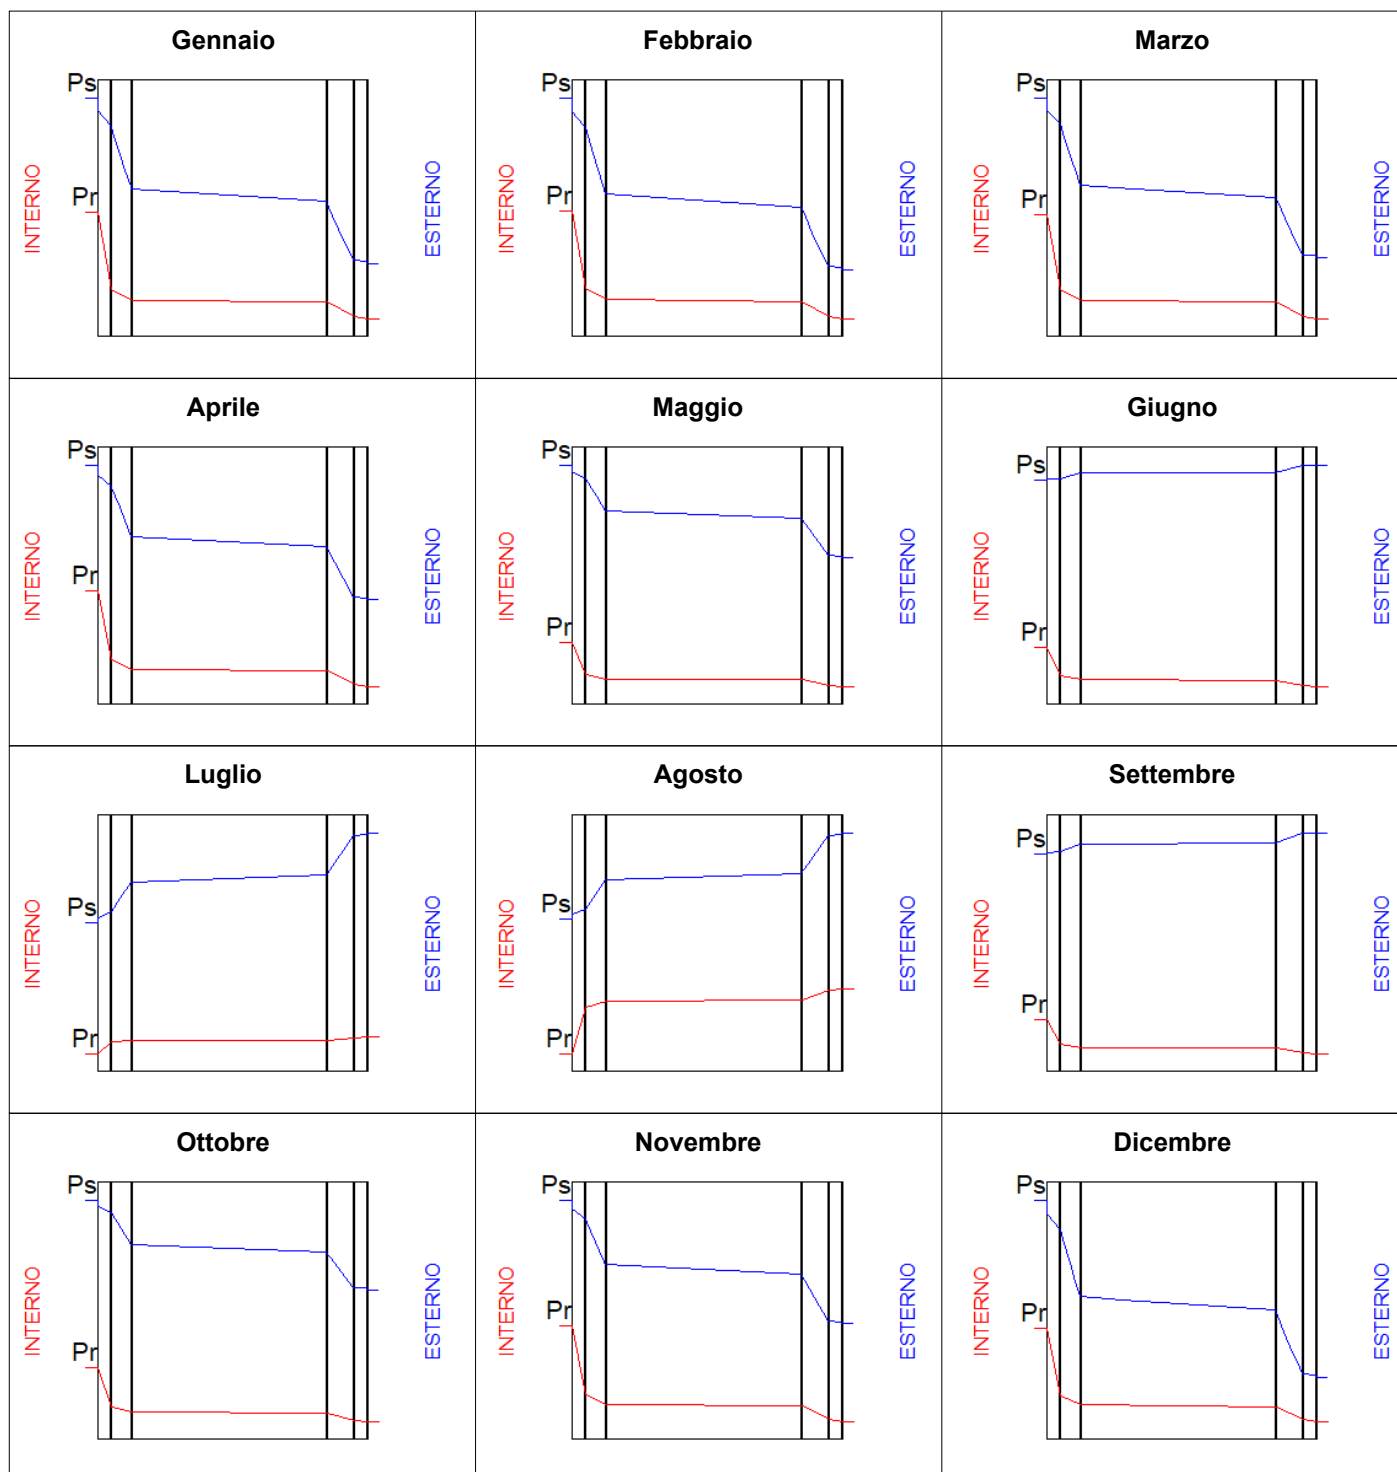 Gennaio
Febbraio
Marzo
Ps
Pr
INTERNO
ESTERNO
Ps
Pr
INTERNO
ESTERNO
Ps
Pr
INTERNO
ESTERNO
Aprile
Maggio
Giugno
Ps
Pr
INTERNO
ESTERNO
Ps
Pr
INTERNO
ESTERNO
Ps
Pr
INTERNO
ESTERNO
Luglio
Agosto
Settembre
Ps
Pr
INTERNO
ESTERNO
Ps
Pr
INTERNO
ESTERNO
Ps
Pr
INTERNO
ESTERNO
Ottobre
Novembre
Dicembre
Ps
Pr
INTERNO
ESTERNO
Ps
Pr
INTERNO
ESTERNO
Ps
Pr
INTERNO
ESTERNO